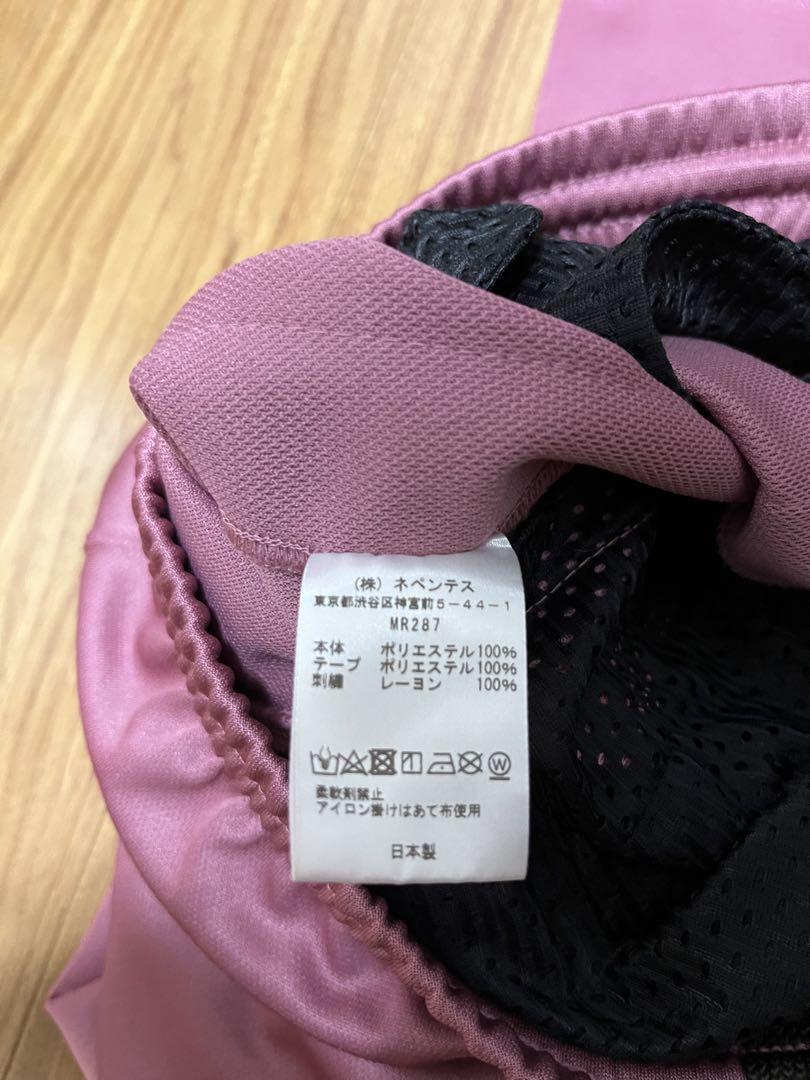 (株) ネペンテス
東京都渋谷区神宮前5-44-1
MR287
本体 ポリエステル100%
テープ ポリエステル100%
刺繍 レーヨン 100%
W
柔軟剤禁止
アイロン掛けはあて布使用
日本製